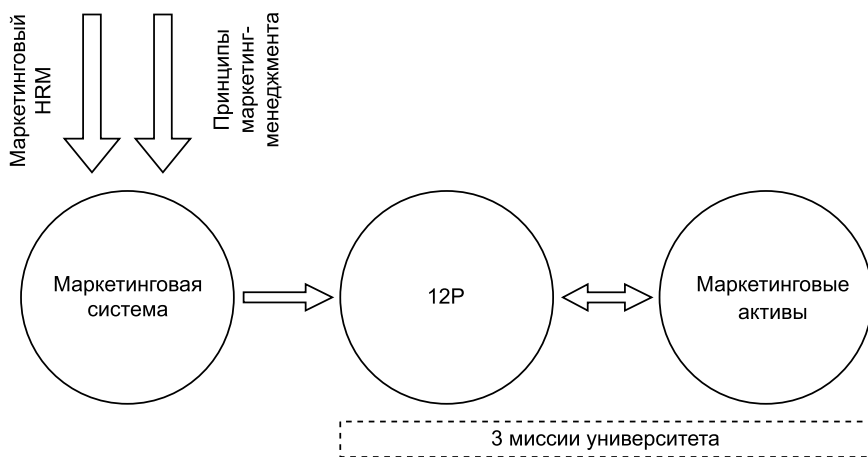 Маркетинговый
HRM
Принципы
маркетинг-
менеджмента
Маркетинговая
система
12P
Маркетинговые
активы
3 миссии университета